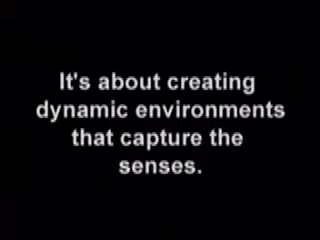 It's about creating
dynamic environments
that capture the
senses.